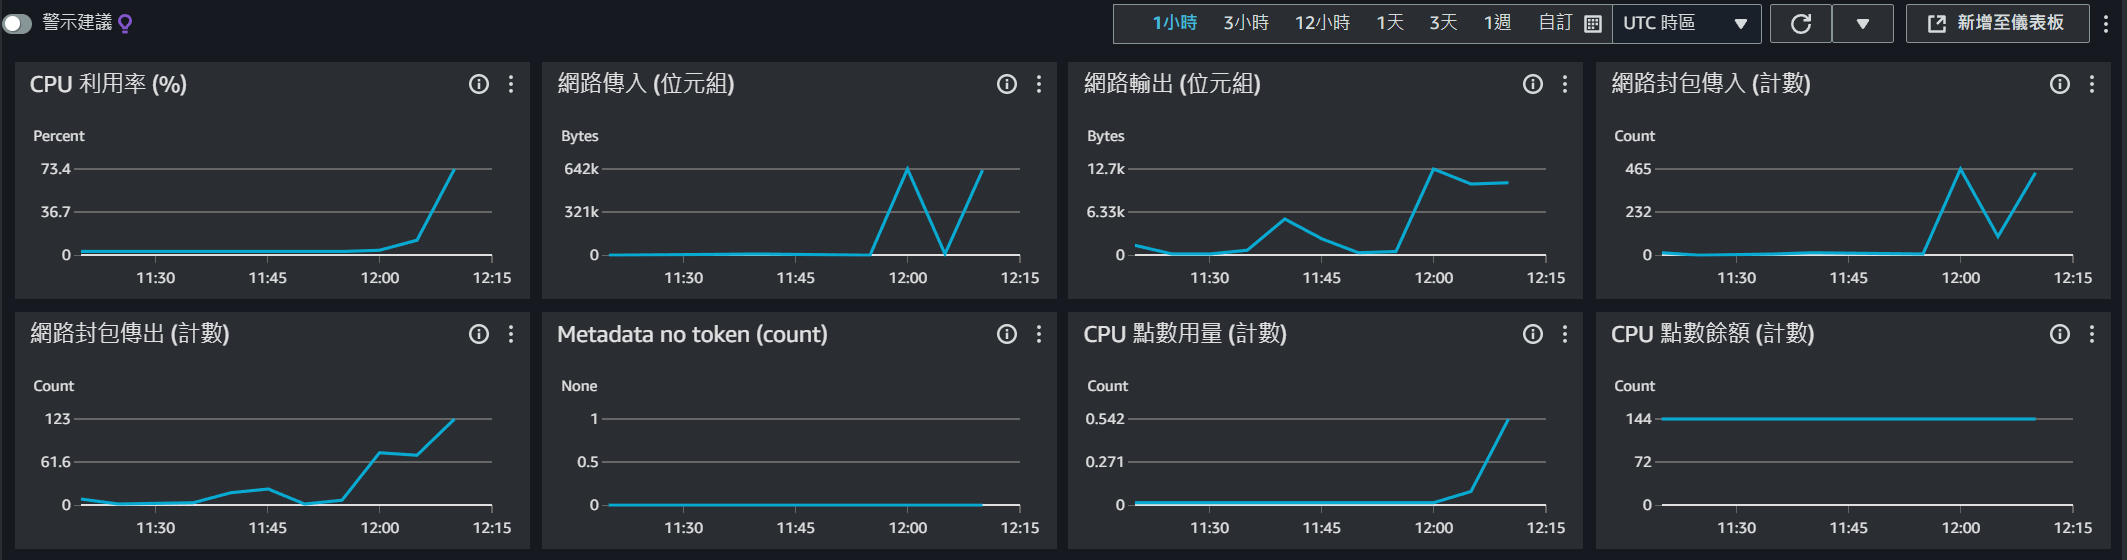 警示建議
1小時 3小時 12小時 1天 3天 1週 自訂 UTC 時區 新增至儀表板
CPU 利用率 (%)
Percent
73.4
36.7
0
11:30 11:45 12:00 12:15
網路傳入 (位元組)
Bytes
642k
321k
0
11:30 11:45 12:00 12:15
網路輸出 (位元組)
Bytes
12.7k
6.33k
0
11:30 11:45 12:00 12:15
網路封包傳入 (計數)
Count
465
232
0
11:30 11:45 12:00 12:15
網路封包傳出 (計數)
Count
123
61.6
0
11:30 11:45 12:00 12:15
Metadata no token (count)
None
1
0.5
0
11:30 11:45 12:00 12:15
CPU 點數用量 (計數)
Count
0.542
0.271
0
11:30 11:45 12:00 12:15
CPU 點數餘額 (計數)
Count
144
72
0
11:30 11:45 12:00 12:15